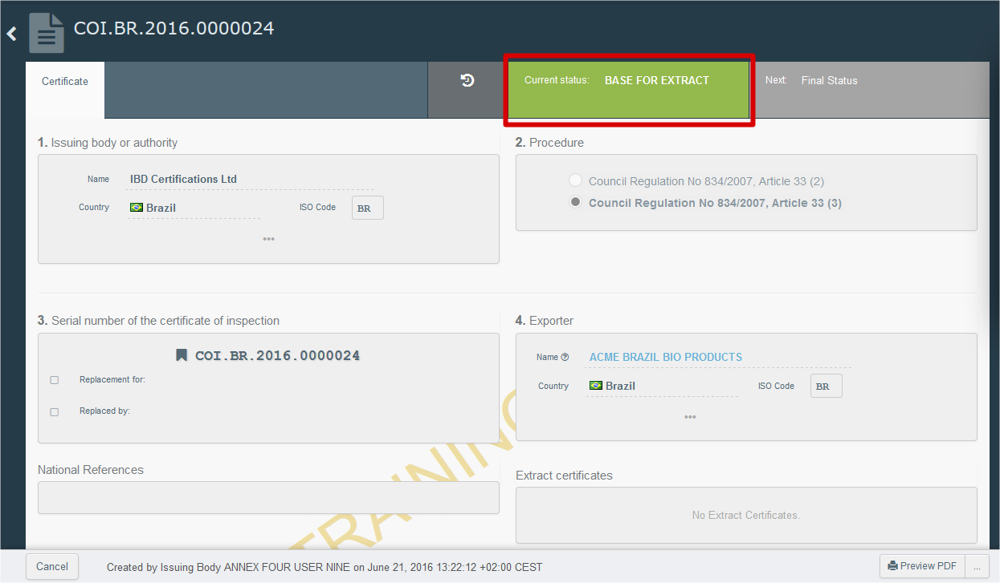 COI.BR.2016.0000024
Certificate
Current status: BASE FOR EXTRACT
Next: Final Status
1. Issuing body or authority
Name IBD Certifications Ltd
Country Brazil ISO Code BR
•••
2. Procedure
Council Regulation No 834/2007, Article 33 (2)
Council Regulation No 834/2007, Article 33 (3)
3. Serial number of the certificate of inspection
COI.BR.2016.0000024
Replacement for:
Replaced by:
4. Exporter
Name ACME BRAZIL BIO PRODUCTS
Country Brazil ISO Code BR
•••
National References
Extract certificates
No Extract Certificates.
TRAINING
Cancel
Created by Issuing Body ANNEX FOUR USER NINE on June 21, 2016 13:22:12 +02:00 CEST
Preview PDF ...